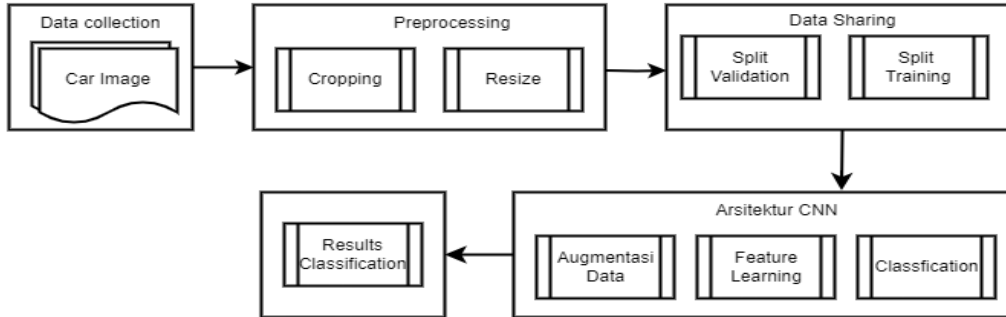 Data collection
Car Image
Preprocessing
Cropping
Resize
Data Sharing
Split
Validation
Split
Training
Arsitektur CNN
Augmentasi
Data
Feature
Learning
Classfication
Results
Classification